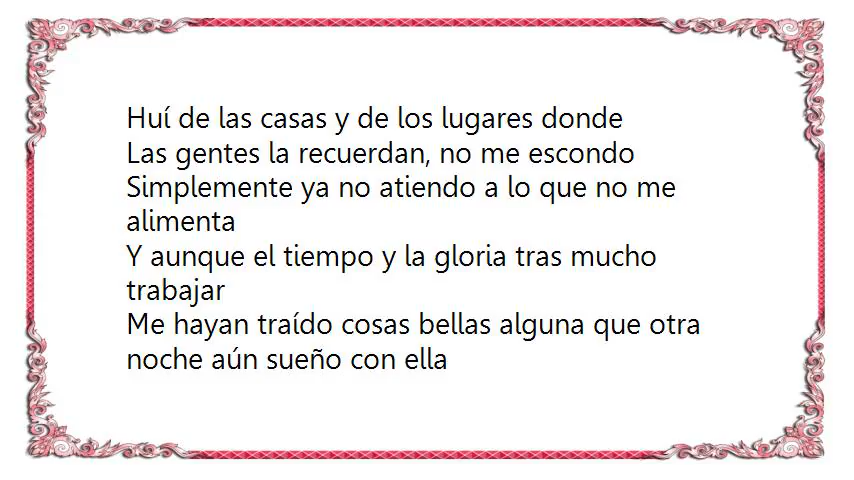 Huí de las casas y de los lugares donde
Las gentes la recuerdan, no me escondo
Simplemente ya no atiendo a lo que no me
alimenta
Y aunque el tiempo y la gloria tras mucho
trabajar
Me hayan traído cosas bellas alguna que otra
noche aún sueño con ella